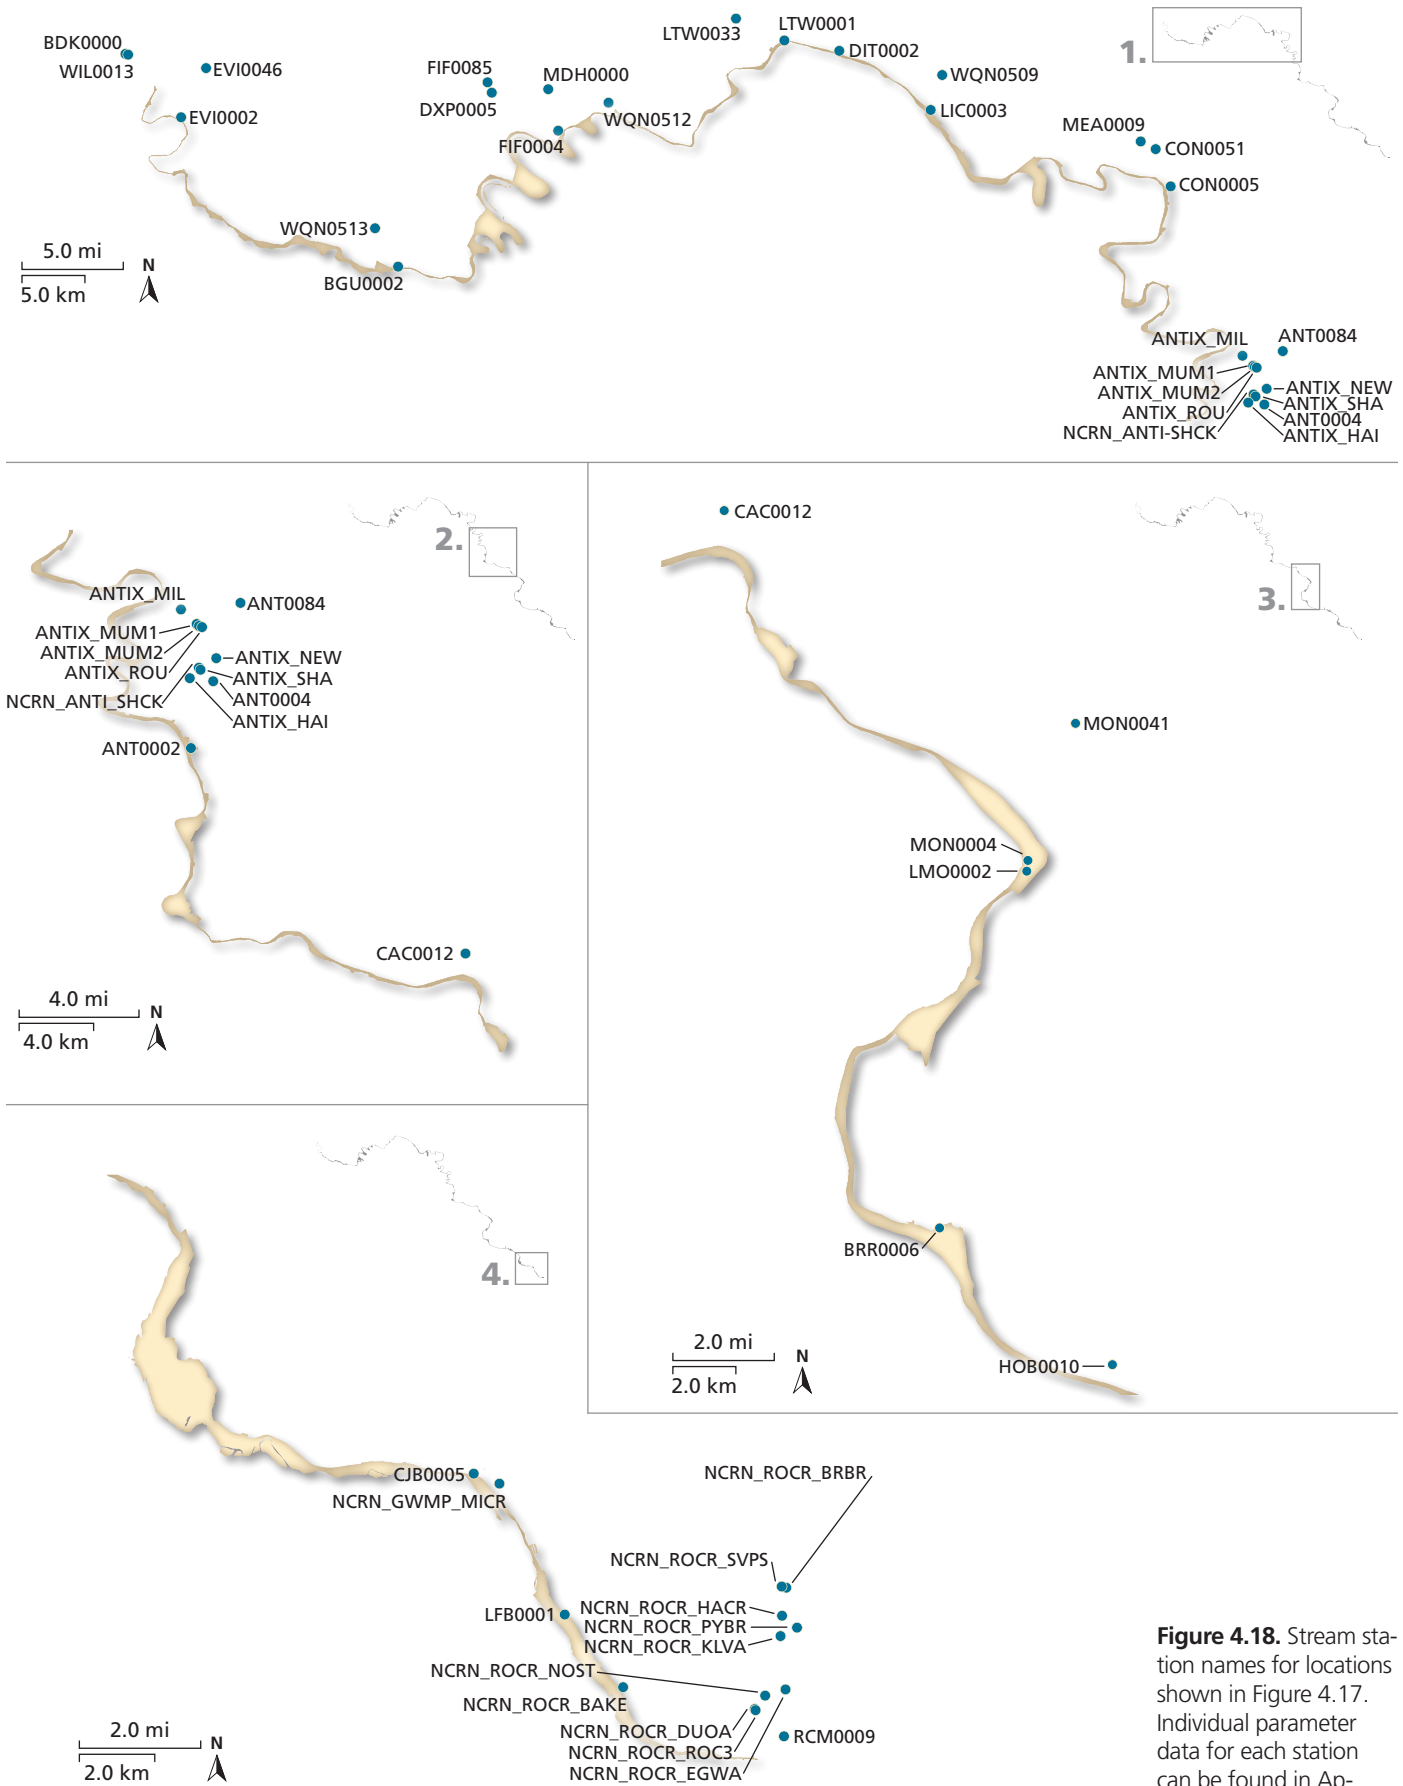 1.
BDK0000
WIL0013
EVI0046
EVI0002
FIF0085
DXP0005
MDH0000
FIF0004
WQN0512
LTW0033
LTW0001
DIT0002
WQN0509
LIC0003
MEA0009
CON0051
CON0005
WQN0513
BGU0002
5.0 mi
5.0 km
N
ANTIX_MIL
ANT0084
ANTIX_MUM1
ANTIX_MUM2
ANTIX_ROU
NCRN_ANTI-SHCK
ANTIX_NEW
ANTIX_SHA
ANT0004
ANTIX_HAI
2.
ANTIX_MIL
ANT0084
ANTIX_MUM1
ANTIX_MUM2
ANTIX_ROU
NCRN_ANTI_SHCK
ANTIX_NEW
ANTIX_SHA
ANT0004
ANTIX_HAI
ANT0002
CAC0012
4.0 mi
4.0 km
N
3.
CAC0012
MON0041
MON0004
LMO0002
BRR0006
HOB0010
2.0 mi
2.0 km
N
4.
CJB0005
NCRN_GWMP_MICR
NCRN_ROCR_BRBR
NCRN_ROCR_SVPS
LFB0001
NCRN_ROCR_HACR
NCRN_ROCR_PYBR
NCRN_ROCR_KLVA
NCRN_ROCR_NOST
NCRN_ROCR_BAKE
NCRN_ROCR_DUOA
NCRN_ROCR_ROC3
NCRN_ROCR_EGWA
RCM0009
2.0 mi
2.0 km
N
Figure 4.18. Stream sta-
tion names for locations
shown in Figure 4.17.
Individual parameter
data for each station
can be found in Ap-